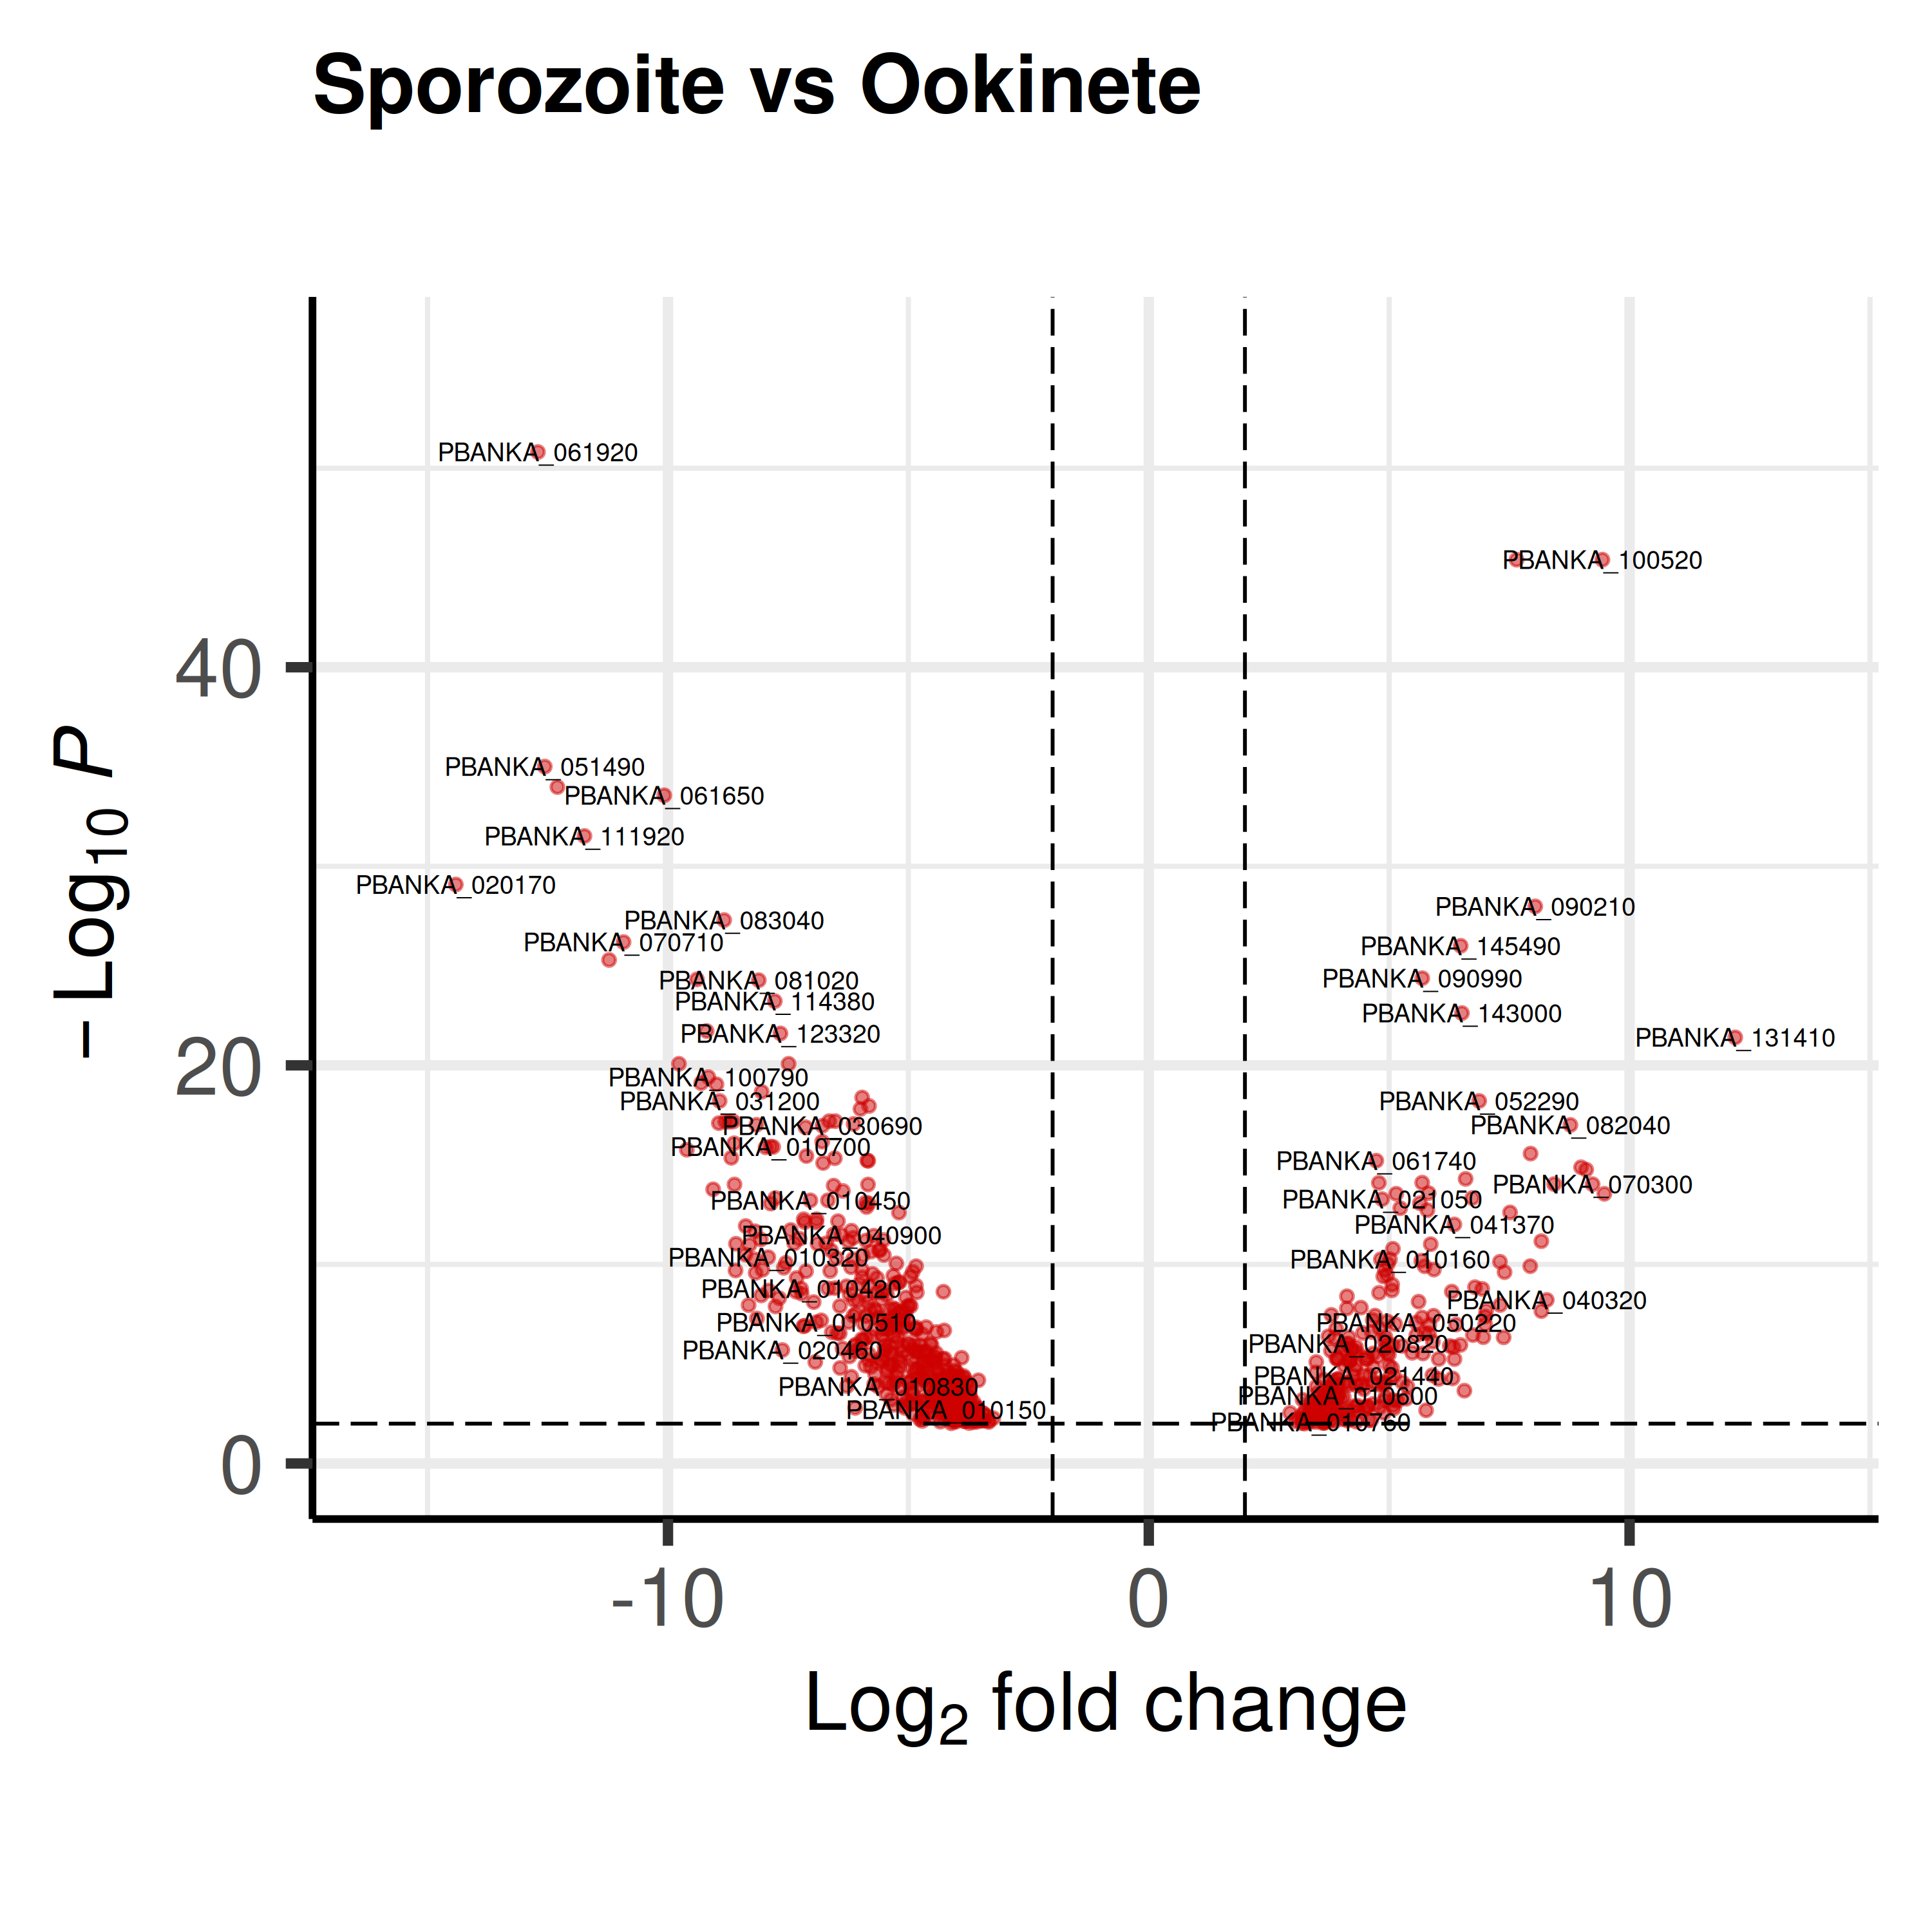 Sporozoite vs Ookinete
PBANKA_061920
PBANKA_100520
40
PBANKA_051490
PBANKA_061650
PBANKA_111920
PBANKA_020170
PBANKA_083040
PBANKA_090210
PBANKA_070710
PBANKA_145490
PBANKA_081020
PBANKA_090990
PBANKA_114380
PBANKA_143000
PBANKA_123320
PBANKA_131410
20
PBANKA_100790
PBANKA_031200
PBANKA_052290
PBANKA_030690
PBANKA_082040
PBANKA_010700
PBANKA_061740
PBANKA_070300
PBANKA_010450
PBANKA_021050
PBANKA_041370
PBANKA_040900
PBANKA_010320
PBANKA_010160
PBANKA_010420
PBANKA_040320
PBANKA_010510
PBANKA_050220
PBANKA_020460
PBANKA_020820
PBANKA_021440
PBANKA_010830
PBANKA_010600
PBANKA_010150
PBANKA_010760
0
− Log10 P
-10
0
10
Log2 fold change